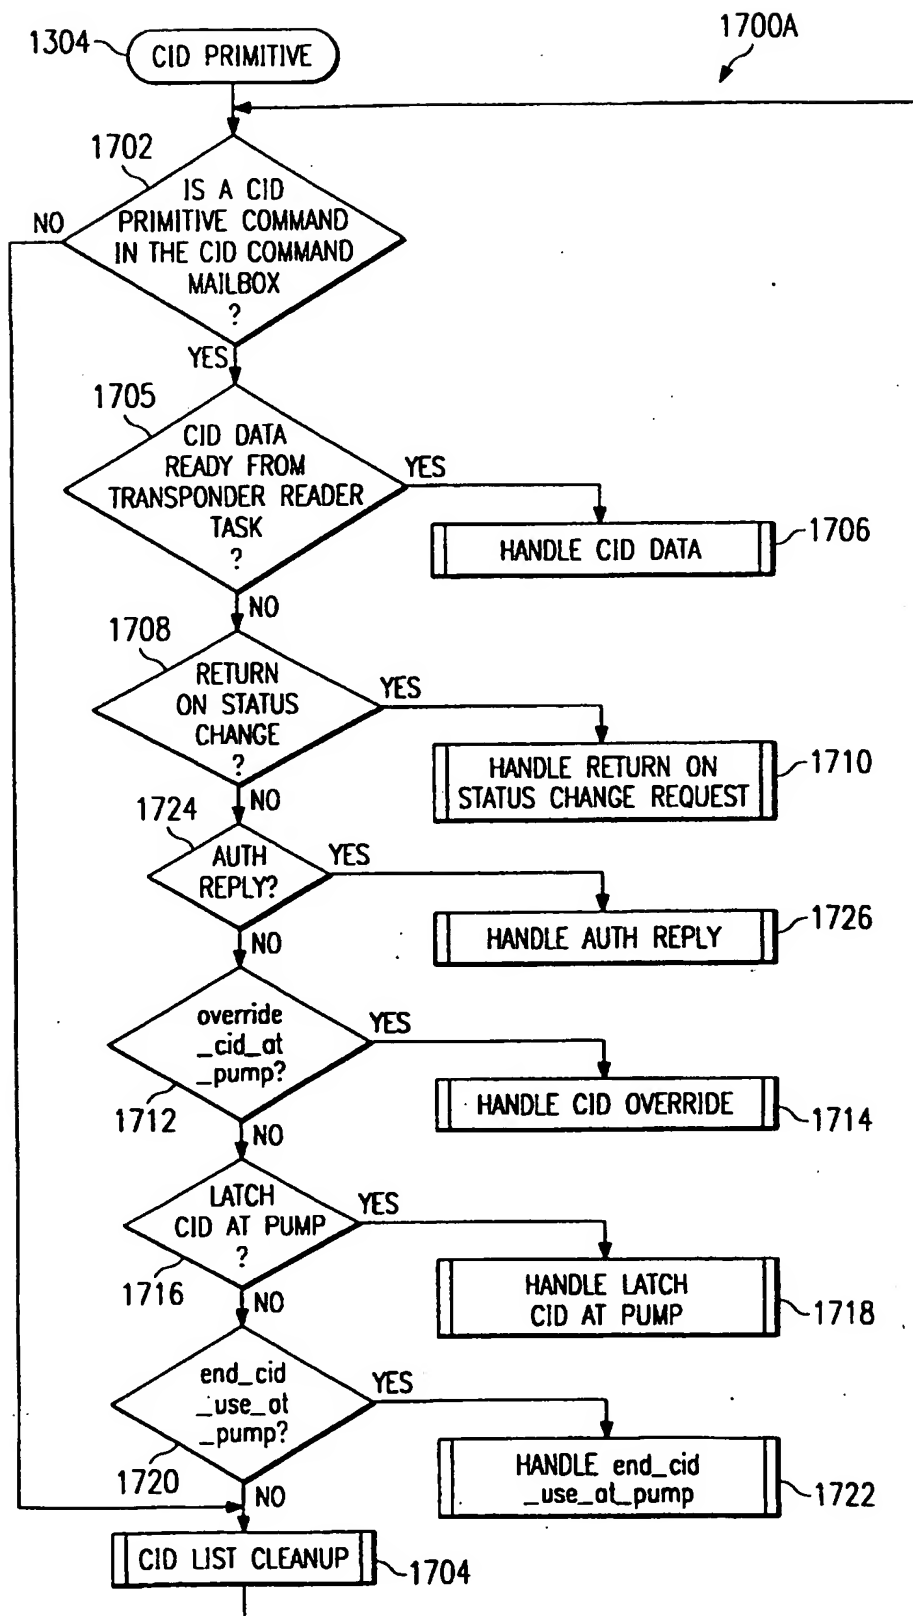 1700A
1304
CID PRIMITIVE
1702
IS A CID
PRIMITIVE COMMAND
IN THE CID COMMAND
MAILBOX
?
NO
YES
1705
CID DATA
READY FROM
TRANSPONDER READER
TASK
?
YES
HANDLE CID DATA
1706
NO
1708
RETURN
ON STATUS
CHANGE
?
YES
HANDLE RETURN ON
STATUS CHANGE REQUEST
1710
NO
1724
AUTH
REPLY?
YES
HANDLE AUTH REPLY
1726
NO
override
_cid_at
_pump?
1712
YES
HANDLE CID OVERRIDE
1714
NO
LATCH
CID AT PUMP
?
1716
YES
HANDLE LATCH
CID AT PUMP
1718
NO
end_cid
_use_at
_pump?
1720
YES
HANDLE end_cid
_use_at_pump
1722
NO
CID LIST CLEANUP
1704